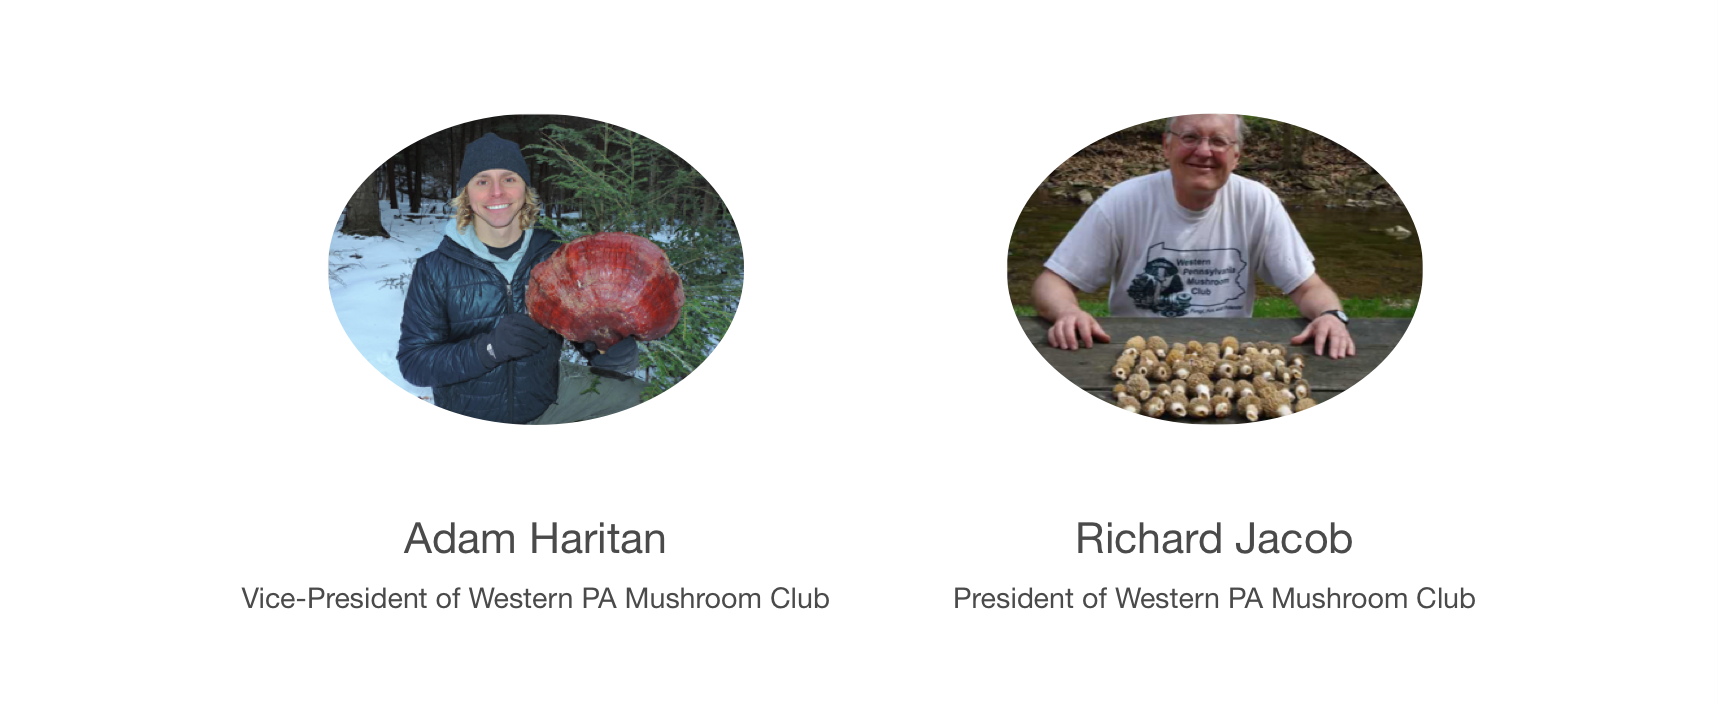 Western
Pennsylvania
Mushroom
Club
Adam Haritan
Richard Jacob
Vice-President of Western PA Mushroom Club
President of Western PA Mushroom Club